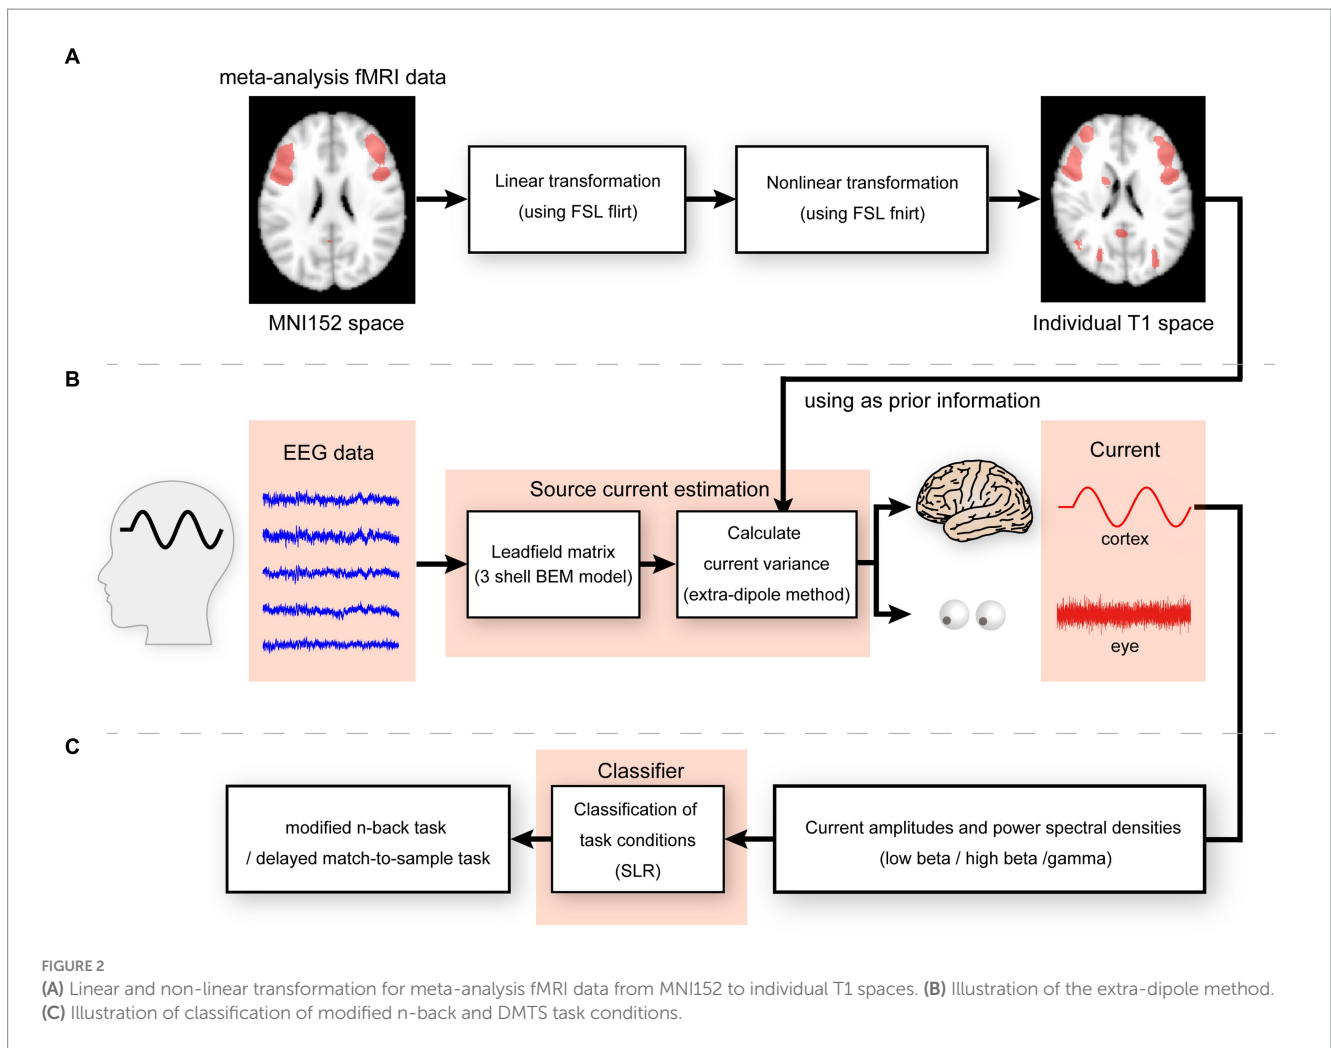 A
meta-analysis fMRI data
Linear transformation
(using FSL flirt)
Nonlinear transformation
(using FSL fnirt)
MNI152 space
Individual T1 space
B
using as prior information
EEG data
Source current estimation
Leadfield matrix
(3 shell BEM model)
Calculate
current variance
(extra-dipole method)
Current
cortex
eye
C
Classifier
modified n-back task
/ delayed match-to-sample task
Classification of
task conditions
(SLR)
Current amplitudes and power spectral densities
(low beta / high beta /gamma)
FIGURE 2
(A) Linear and non-linear transformation for meta-analysis fMRI data from MNI152 to individual T1 spaces. (B) Illustration of the extra-dipole method.
(C) Illustration of classification of modified n-back and DMTS task conditions.